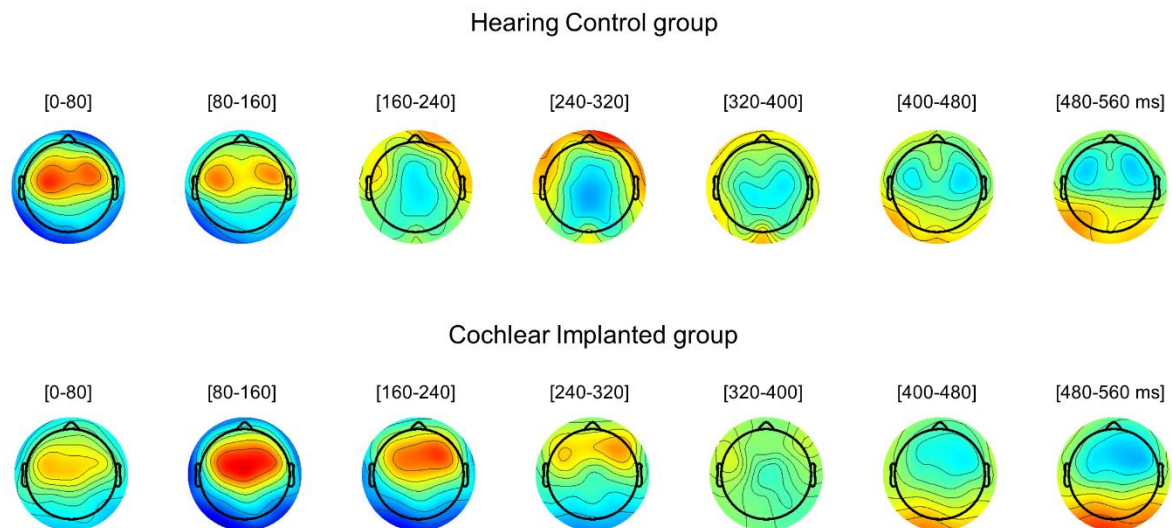 Hearing Control group
[0-80] [80-160] [160-240] [240-320] [320-400] [400-480] [480-560 ms]
Cochlear Implanted group
[0-80] [80-160] [160-240] [240-320] [320-400] [400-480] [480-560 ms]